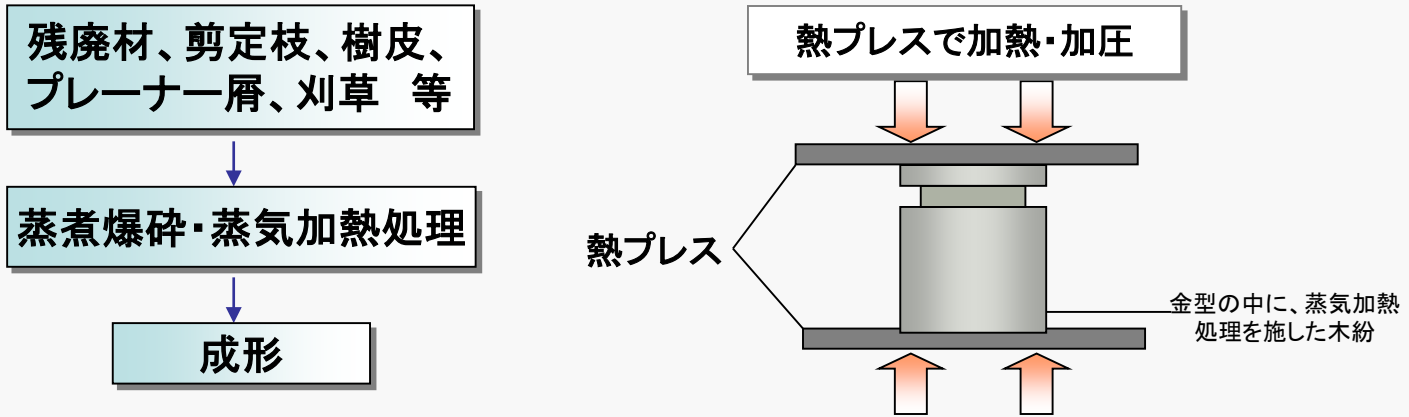 残廃材、剪定枝、樹皮、
プレーナー屑、刈草　等
蒸煮爆砕・蒸気加熱処理
成形
熱プレスで加熱・加圧
熱プレス
金型の中に、蒸気加熱
処理を施した木紛